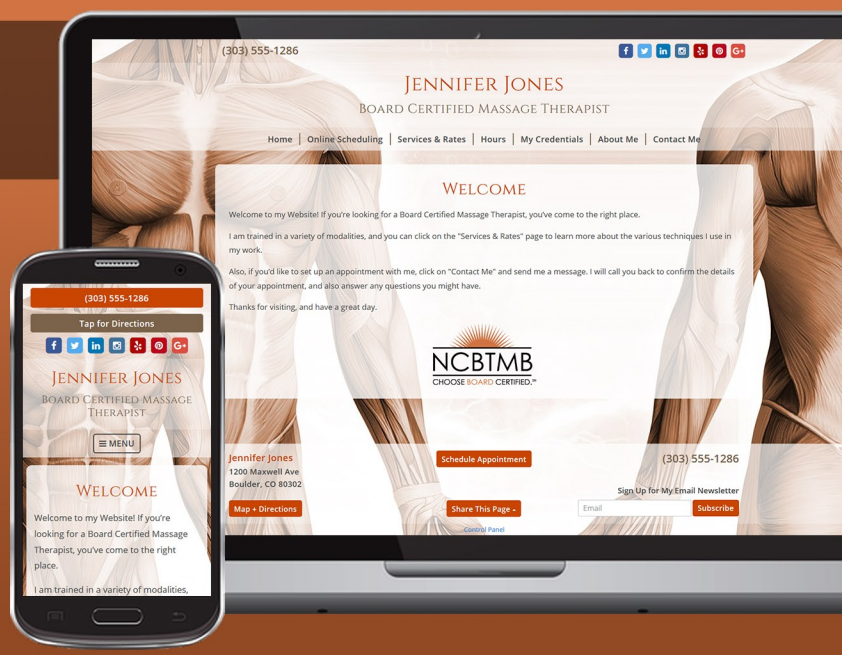 (303) 555-1286
Jennifer Jones
Board Certified Massage Therapist
Home | Online Scheduling | Services & Rates | Hours | My Credentials | About Me | Contact Me
Welcome
Welcome to my Website! If you're looking for a Board Certified Massage Therapist, you've come to the right place.
I am trained in a variety of modalities, and you can click on the "Services & Rates" page to learn more about the various techniques I use in
my work.
Also, if you'd like to set up an appointment with me, click on "Contact Me" and send me a message. I will call you back to confirm the details
of your appointment, and also answer any questions you might have.
Thanks for visiting, and have a great day.
NCBTMB
CHOOSE BOARD CERTIFIED.℠
Jennifer Jones
1200 Maxwell Ave
Boulder, CO 80302
Map + Directions
Schedule Appointment
Share This Page
Control Panel
(303) 555-1286
Sign Up for My Email Newsletter
Email
Subscribe
(303) 555-1286
Tap for Directions
Jennifer Jones
Board Certified Massage
Therapist
MENU
Welcome
Welcome to my Website! If you're
looking for a Board Certified Massage
Therapist, you've come to the right
place.
I am trained in a variety of modalities,